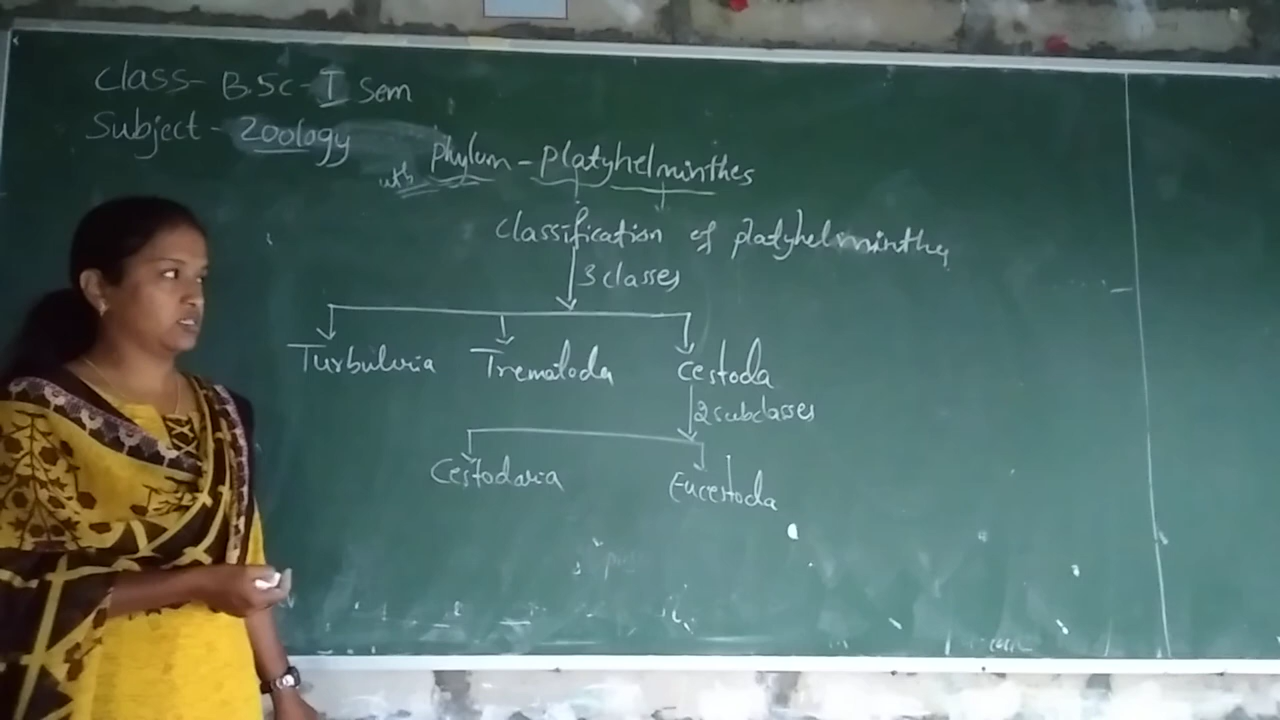 Class- B.Sc - I Sem
Subject - Zoology
Phylum - Platyhelminthes
Classification of platyhelminthes
3 classes
Turbularia Trematoda Cestoda
2 subclasses
Cestodaria Eucestoda